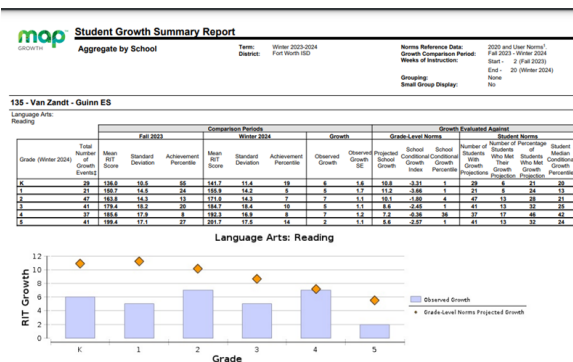 map
GROWTH
Student Growth Summary Report
Aggregate by School
Term: Winter 2023-2024
District: Fort Worth ISD
Norms Reference Data: 2020 and User Norms¹.
Growth Comparison Period: Fall 2023 - Winter 2024
Weeks of Instruction: Start - 2 (Fall 2023)
End - 20 (Winter 2024)
Grouping: None
Small Group Display: No
135 - Van Zandt - Guinn ES
Language Arts:
Reading
Comparison Periods Growth Evaluated Against
Fall 2023 Winter 2024 Growth Grade-Level Norms Student Norms
Grade (Winter 2024) Total Number of Growth Events‡ Mean RIT Score Standard Deviation Achievement Percentile Mean RIT Score Standard Deviation Achievement Percentile Observed Growth Observed Growth SE Projected School Growth School Conditional Growth Index School Conditional Growth Percentile Number of Students With Growth Projections Number of Students Who Met Their Growth Projection Percentage of Students Who Met Growth Projection Student Median Conditional Growth Percentile
K 29 136.0 10.5 55 141.7 11.4 19 6 1.6 10.8 -3.31 1 29 6 21 20
1 21 150.7 14.5 24 155.9 14.2 5 5 1.7 11.2 -3.66 1 21 5 24 13
2 47 163.8 14.3 13 171.0 14.3 7 7 1.1 10.1 -1.80 4 47 13 28 21
3 41 179.4 18.2 20 184.7 18.4 10 5 1.1 8.6 -2.45 1 41 13 32 25
4 37 185.6 17.9 8 192.3 16.9 8 7 1.2 7.2 -0.36 36 37 17 46 42
5 41 199.4 17.1 27 201.7 17.5 14 2 1.1 5.6 -2.57 1 41 13 32 24
Language Arts: Reading
RIT Growth
12
10
8
6
4
2
0
K 1 2 3 4 5
Grade
Observed Growth
Grade-Level Norms Projected Growth